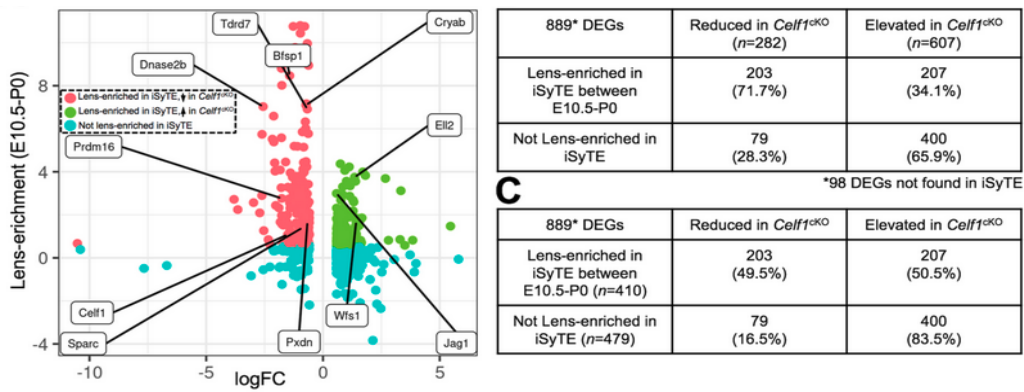 Tdrd7
Cryab
Bfsp1
Dnase2b
Lens-enriched in iSyTE, ↓ in Celf1cKO
Lens-enriched in iSyTE, ↑ in Celf1cKO
Not lens-enriched in iSyTE
Ell2
Prdm16
Celf1
Sparc
Pxdn
Wfs1
Jag1
Lens-enrichment (E10.5-P0)
8
4
0
-4
-10
-5
0
5
logFC
889* DEGs
Reduced in Celf1cKO
(n=282)
Elevated in Celf1cKO
(n=607)
Lens-enriched in
iSyTE between
E10.5-P0
203
(71.7%)
207
(34.1%)
Not Lens-enriched in
iSyTE
79
(28.3%)
400
(65.9%)
*98 DEGs not found in iSyTE
C
889* DEGs
Reduced in Celf1cKO
Elevated in Celf1cKO
Lens-enriched in
iSyTE between
E10.5-P0 (n=410)
203
(49.5%)
207
(50.5%)
Not Lens-enriched in
iSyTE (n=479)
79
(16.5%)
400
(83.5%)